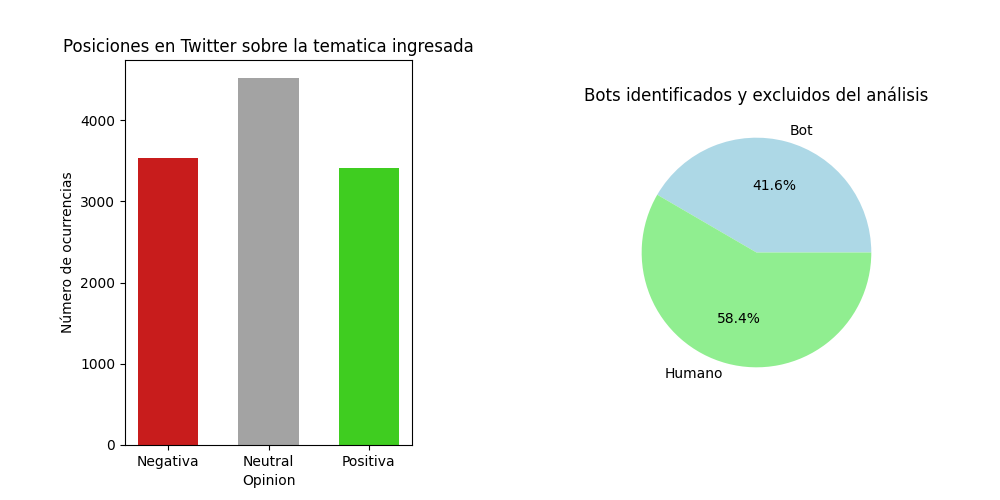 Posiciones en Twitter sobre la tematica ingresada
Número de ocurrencias
4000
3000
2000
1000
0
Negativa
Neutral
Positiva
Opinion
Bots identificados y excluidos del análisis
Bot
41.6%
58.4%
Humano